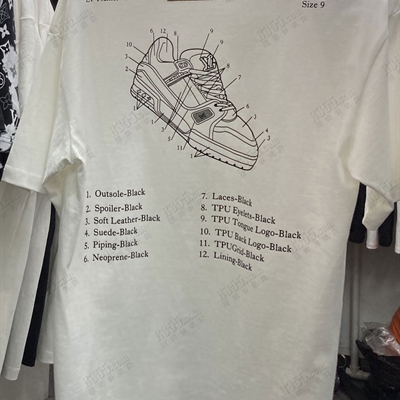 Size 9
1. Outsole-Black
2. Spoiler-Black
3. Soft Leather-Black
4. Suede-Black
5. Piping-Black
6. Neoprene-Black
7. Laces-Black
8. TPU Eyelets-Black
9. TPU Tongue Logo-Black
10. TPU Back Logo-Black
11. TPUGrid-Black
12. Lining-Black